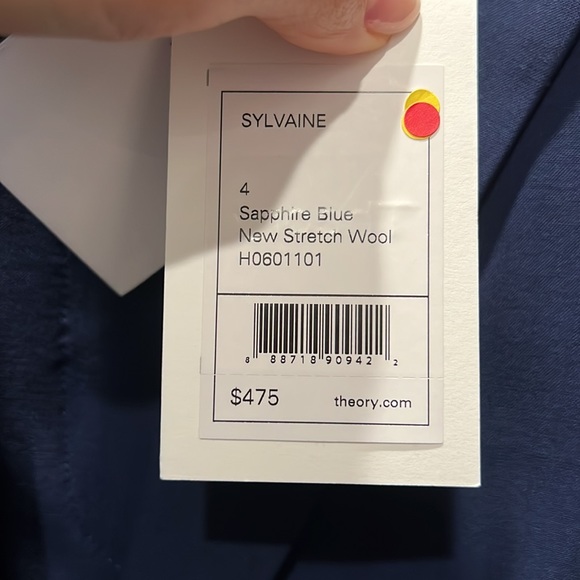 SYLVAINE
4
Sapphire Blue
New Stretch Wool
H0601101
8 88718 90942 2
$475 theory.com